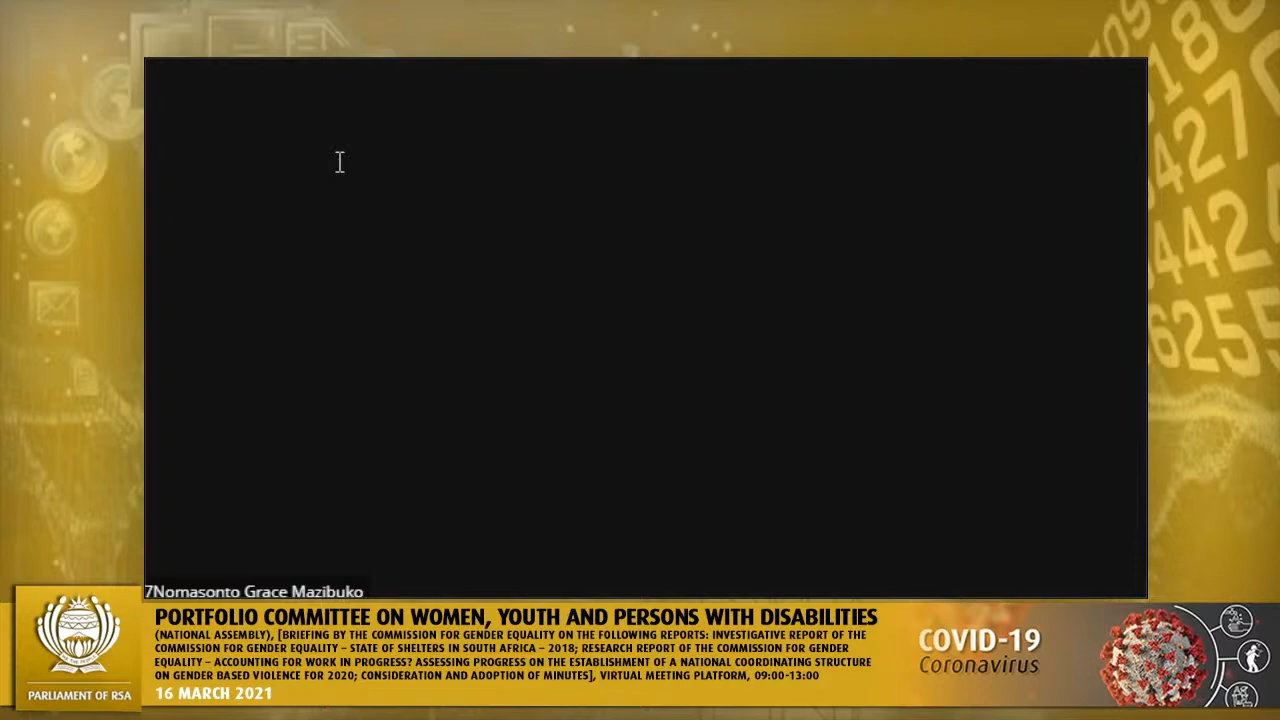 7Nomasonto Grace Mazibuko
PORTFOLIO COMMITTEE ON WOMEN, YOUTH AND PERSONS WITH DISABILITIES
(NATIONAL ASSEMBLY), [BRIEFING BY THE COMMISSION FOR GENDER EQUALITY ON THE FOLLOWING REPORTS: INVESTIGATIVE REPORT OF THE
COMMISSION FOR GENDER EQUALITY – STATE OF SHELTERS IN SOUTH AFRICA – 2018; RESEARCH REPORT OF THE COMMISSION FOR GENDER
EQUALITY – ACCOUNTING FOR WORK IN PROGRESS? ASSESSING PROGRESS ON THE ESTABLISHMENT OF A NATIONAL COORDINATING STRUCTURE
ON GENDER BASED VIOLENCE FOR 2020; CONSIDERATION AND ADOPTION OF MINUTES], VIRTUAL MEETING PLATFORM, 09:00-13:00
16 MARCH 2021
PARLIAMENT OF RSA
COVID-19
Coronavirus